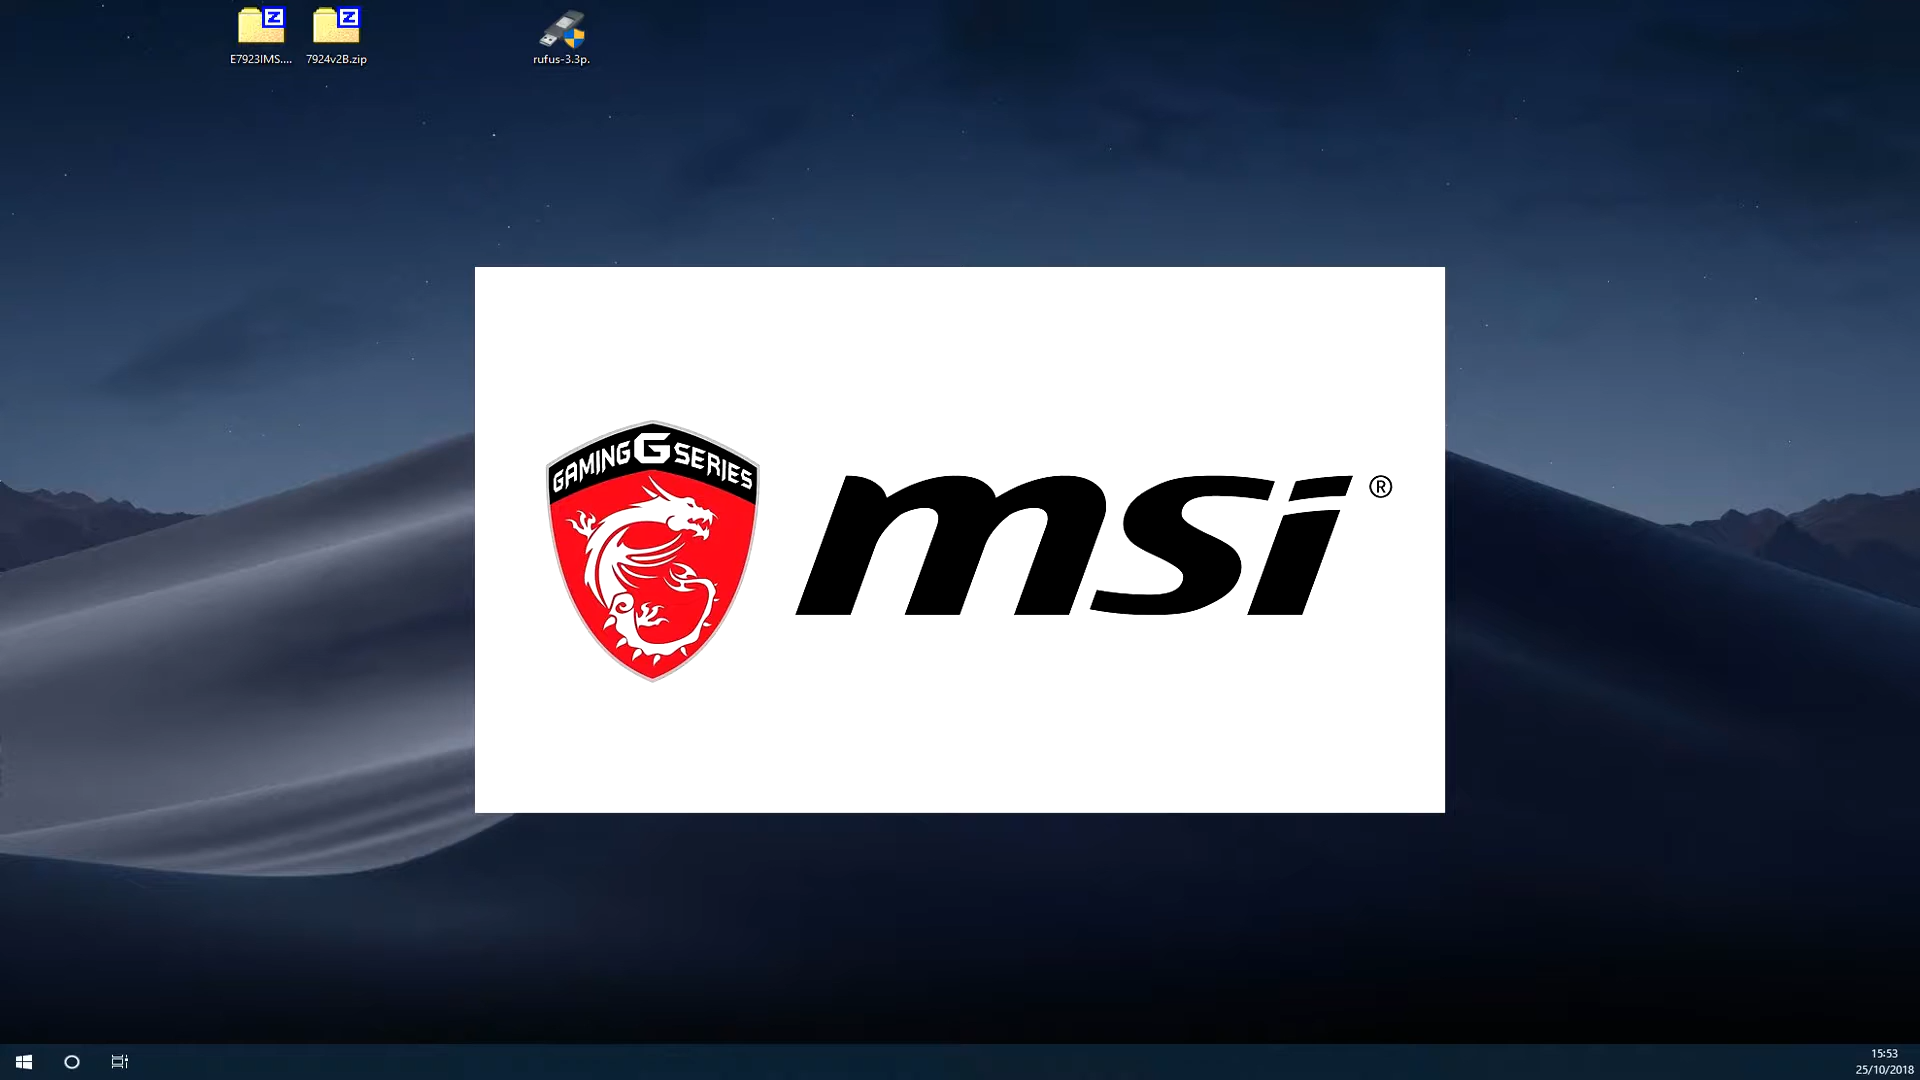 E7923IMS....
7924v2B.zip
rufus-3.3p.
GAMING G SERIES
msi ®
15:53
25/10/2018